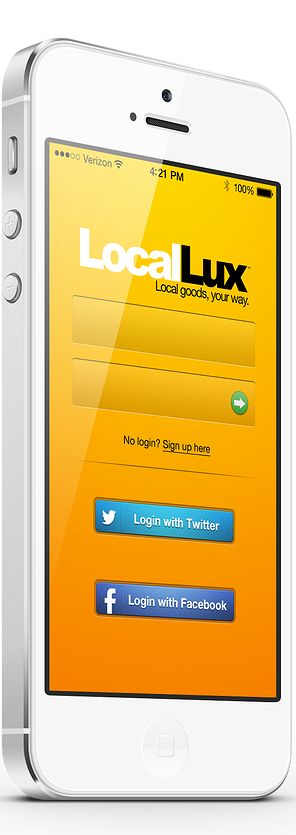 Verizon 4:21 PM 100%
LocalLux™
Local goods, your way.
No login? Sign up here
Login with Twitter
Login with Facebook